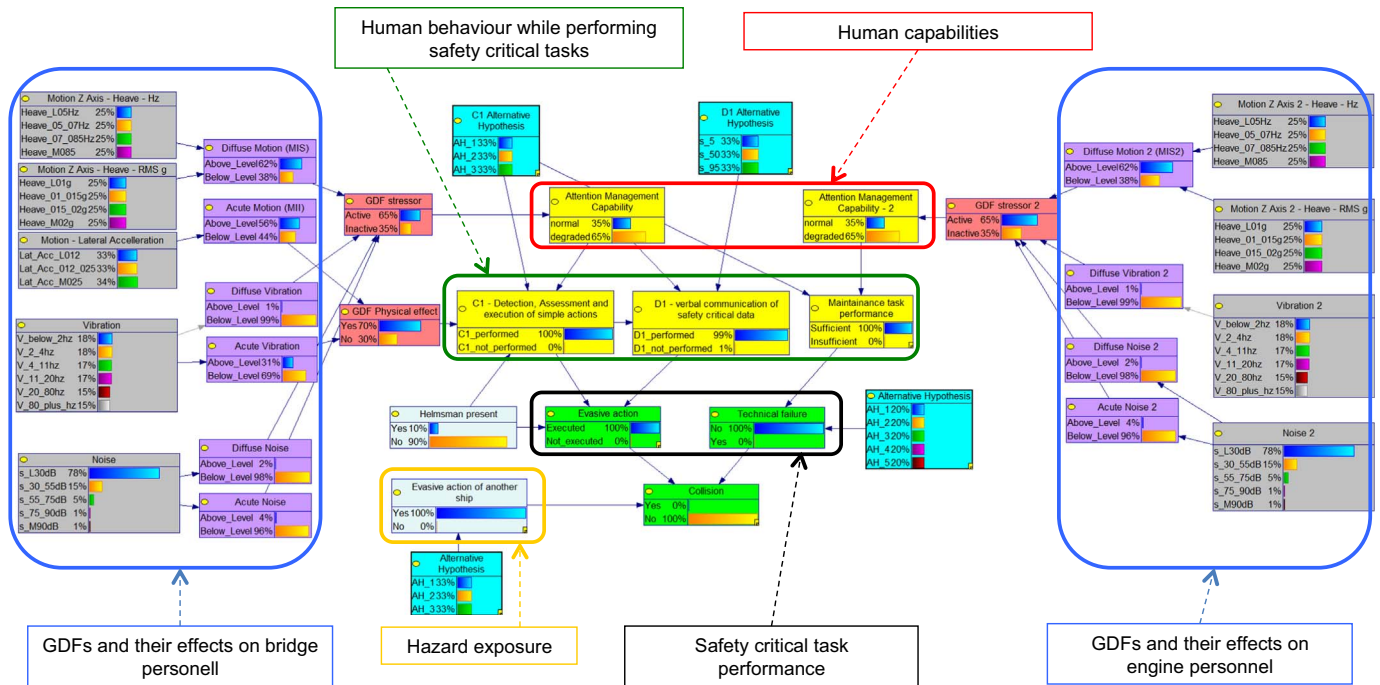 Human behaviour while performing
safety critical tasks
Human capabilities
Motion Z Axis - Heave - Hz
Heave_L05Hz 25%
Heave_05_07Hz 25%
Heave_07_085Hz 25%
Heave_M085 25%
Motion Z Axis - Heave - RMS g
Heave_L01g 25%
Heave_01_015g 25%
Heave_015_02g 25%
Heave_M02g 25%
Motion - Lateral Accelleration
Lat_Acc_L012 33%
Lat_Acc_012_025 33%
Lat_Acc_M025 34%
Vibration
V_below_2hz 18%
V_2_4hz 18%
V_4_11hz 17%
V_11_20hz 17%
V_20_80hz 15%
V_80_plus_hz 15%
Noise
s_L30dB 78%
s_30_55dB 15%
s_55_75dB 5%
s_75_90dB 1%
s_M90dB 1%
Diffuse Motion (MIS)
Above_Level 62%
Below_Level 38%
Acute Motion (MII)
Above_Level 56%
Below_Level 44%
Diffuse Vibration
Above_Level 1%
Below_Level 99%
Acute Vibration
Above_Level 31%
Below_Level 69%
Diffuse Noise
Above_Level 2%
Below_Level 98%
Acute Noise
Above_Level 4%
Below_Level 96%
GDF stressor
Active 65%
Inactive 35%
GDF Physical effect
Yes 70%
No 30%
C1 Alternative
Hypothesis
AH_1 33%
AH_2 33%
AH_3 33%
D1 Alternative
Hypothesis
s_5 33%
s_50 33%
s_95 33%
Attention Management
Capability
normal 35%
degraded 65%
Attention Management
Capability - 2
normal 35%
degraded 65%
C1 - Detection, Assessment and
execution of simple actions
C1_performed 100%
C1_not_performed 0%
D1 - verbal communication of
safety critical data
D1_performed 99%
D1_not_performed 1%
Maintainance task
performance
Sufficient 100%
Insufficient 0%
Helmsman present
Yes 10%
No 90%
Evasive action
Executed 100%
Not_executed 0%
Technical failure
No 100%
Yes 0%
Alternative Hypothesis
AH_1 20%
AH_2 20%
AH_3 20%
AH_4 20%
AH_5 20%
Evasive action of another
ship
Yes 100%
No 0%
Collision
Yes 0%
No 100%
Alternative
Hypothesis
AH_1 33%
AH_2 33%
AH_3 33%
GDF stressor 2
Active 65%
Inactive 35%
Diffuse Motion 2 (MIS2)
Above_Level 62%
Below_Level 38%
Diffuse Vibration 2
Above_Level 1%
Below_Level 99%
Diffuse Noise 2
Above_Level 2%
Below_Level 98%
Acute Noise 2
Above_Level 4%
Below_Level 96%
Motion Z Axis 2 - Heave - Hz
Heave_L05Hz 25%
Heave_05_07Hz 25%
Heave_07_085Hz 25%
Heave_M085 25%
Motion Z Axis 2 - Heave - RMS g
Heave_L01g 25%
Heave_01_015g 25%
Heave_015_02g 25%
Heave_M02g 25%
Vibration 2
V_below_2hz 18%
V_2_4hz 18%
V_4_11hz 17%
V_11_20hz 17%
V_20_80hz 15%
V_80_plus_hz 15%
Noise 2
s_L30dB 78%
s_30_55dB 15%
s_55_75dB 5%
s_75_90dB 1%
s_M90dB 1%
GDFs and their effects on bridge
personell
Hazard exposure
Safety critical task
performance
GDFs and their effects on
engine personnel